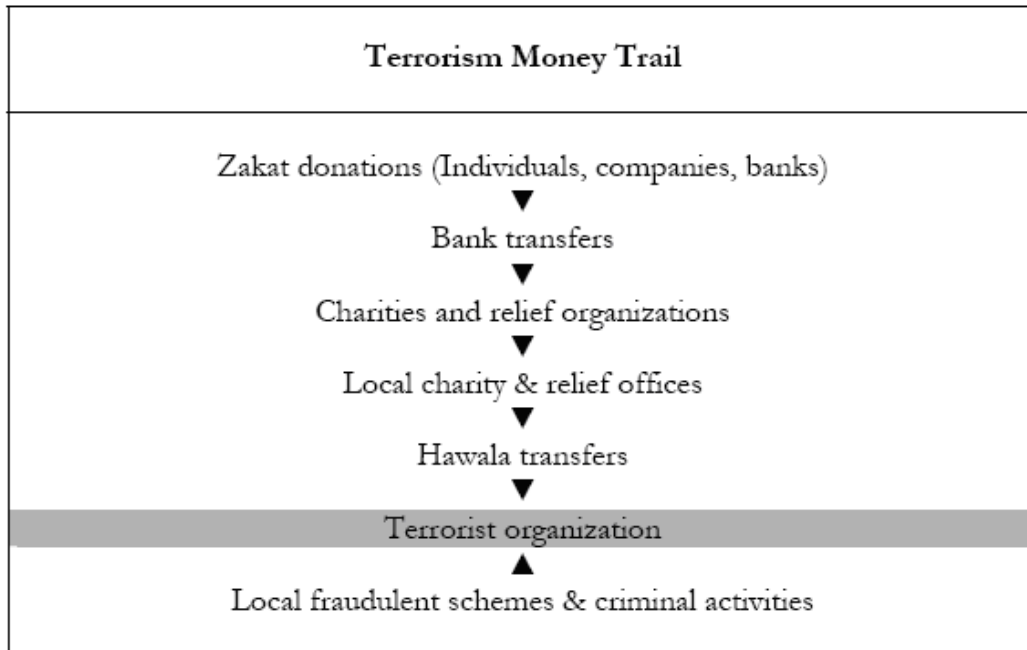 Terrorism Money Trail
Zakat donations (Individuals, companies, banks)
Bank transfers
Charities and relief organizations
Local charity & relief offices
Hawala transfers
Terrorist organization
Local fraudulent schemes & criminal activities